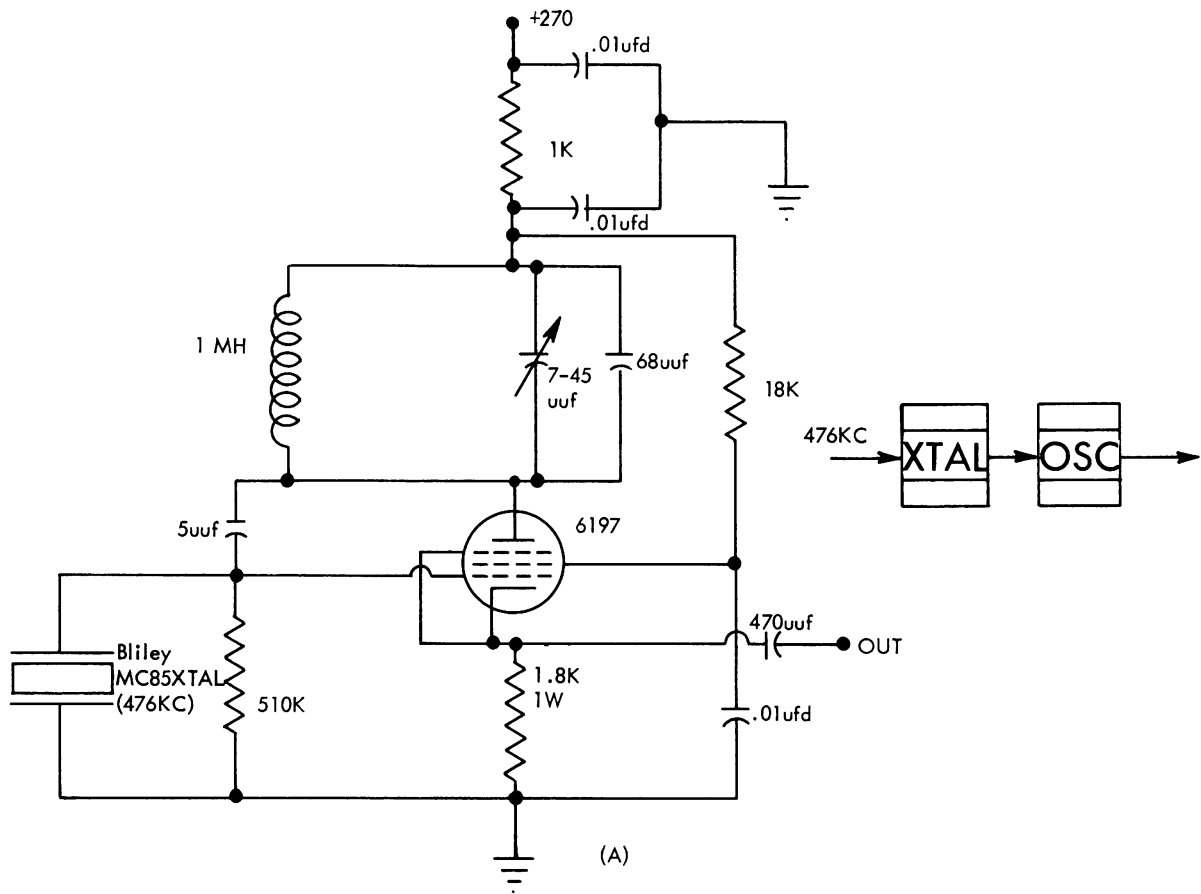 +270
.01ufd
1K
.01ufd
1 MH
7-45
uuf
68uuf
18K
476KC
XTAL
OSC
5uuf
6197
470uuf
OUT
Bliley
MC85XTAL
(476KC)
510K
1.8K
1W
.01ufd
(A)